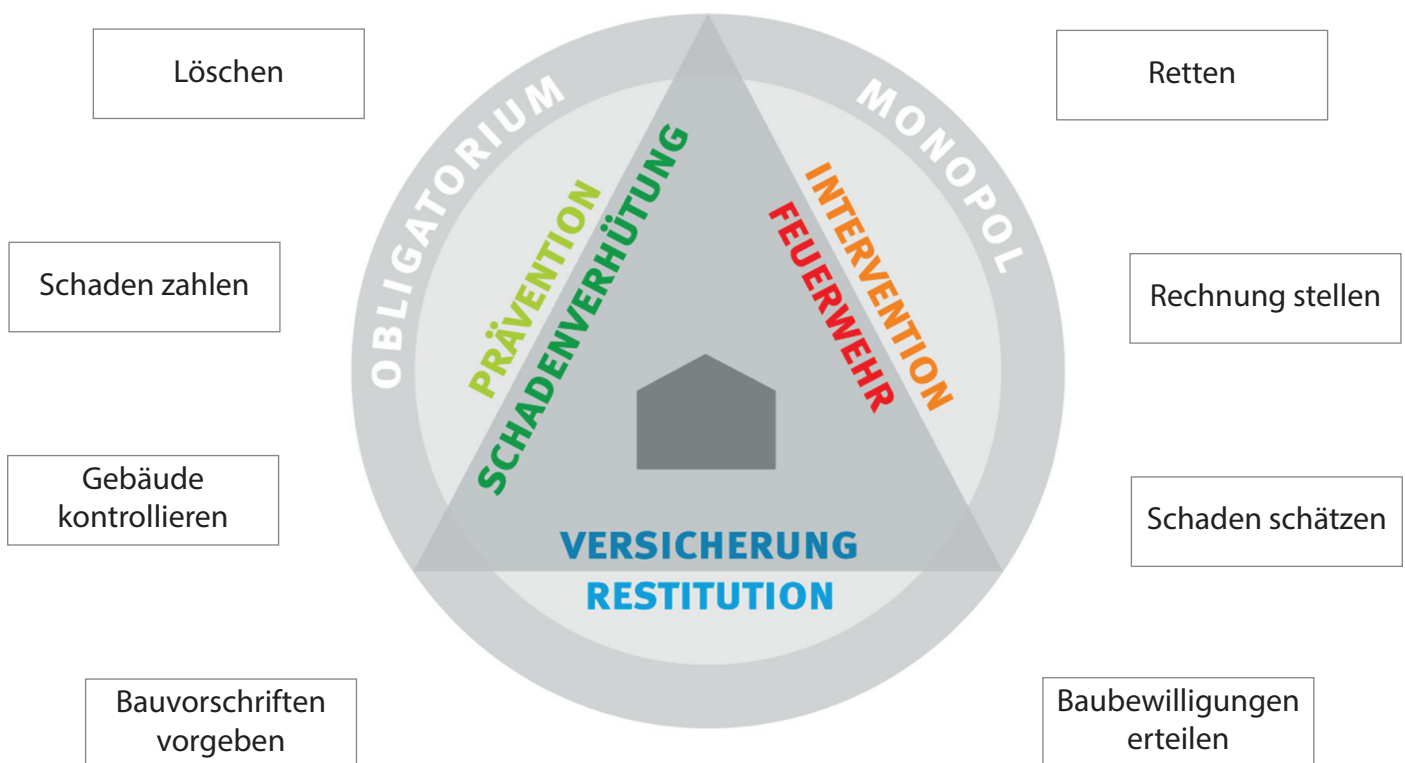 Löschen
Retten
OBLIGATORIUM
MONOPOL
PRÄVENTION
SCHADENVERHÜTUNG
INTERVENTION
FEUERWEHR
Schaden zahlen
Rechnung stellen
Gebäude
kontrollieren
Schaden schätzen
VERSICHERUNG
RESTITUTION
Bauvorschriften
vorgeben
Baubewilligungen
erteilen